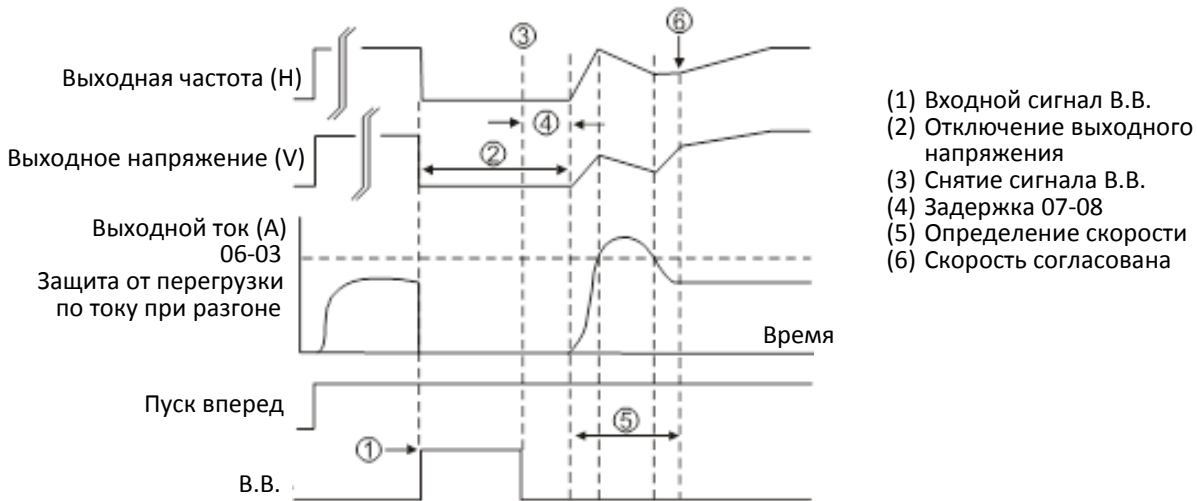 ⑥
③
Выходная частота (H)
④
Выходное напряжение (V)
②
Выходной ток (A)
06-03
Защита от перегрузки
по току при разгоне
Время
Пуск вперед
⑤
①
B.B.
(1) Входной сигнал B.B.
(2) Отключение выходного
напряжения
(3) Снятие сигнала B.B.
(4) Задержка 07-08
(5) Определение скорости
(6) Скорость согласована